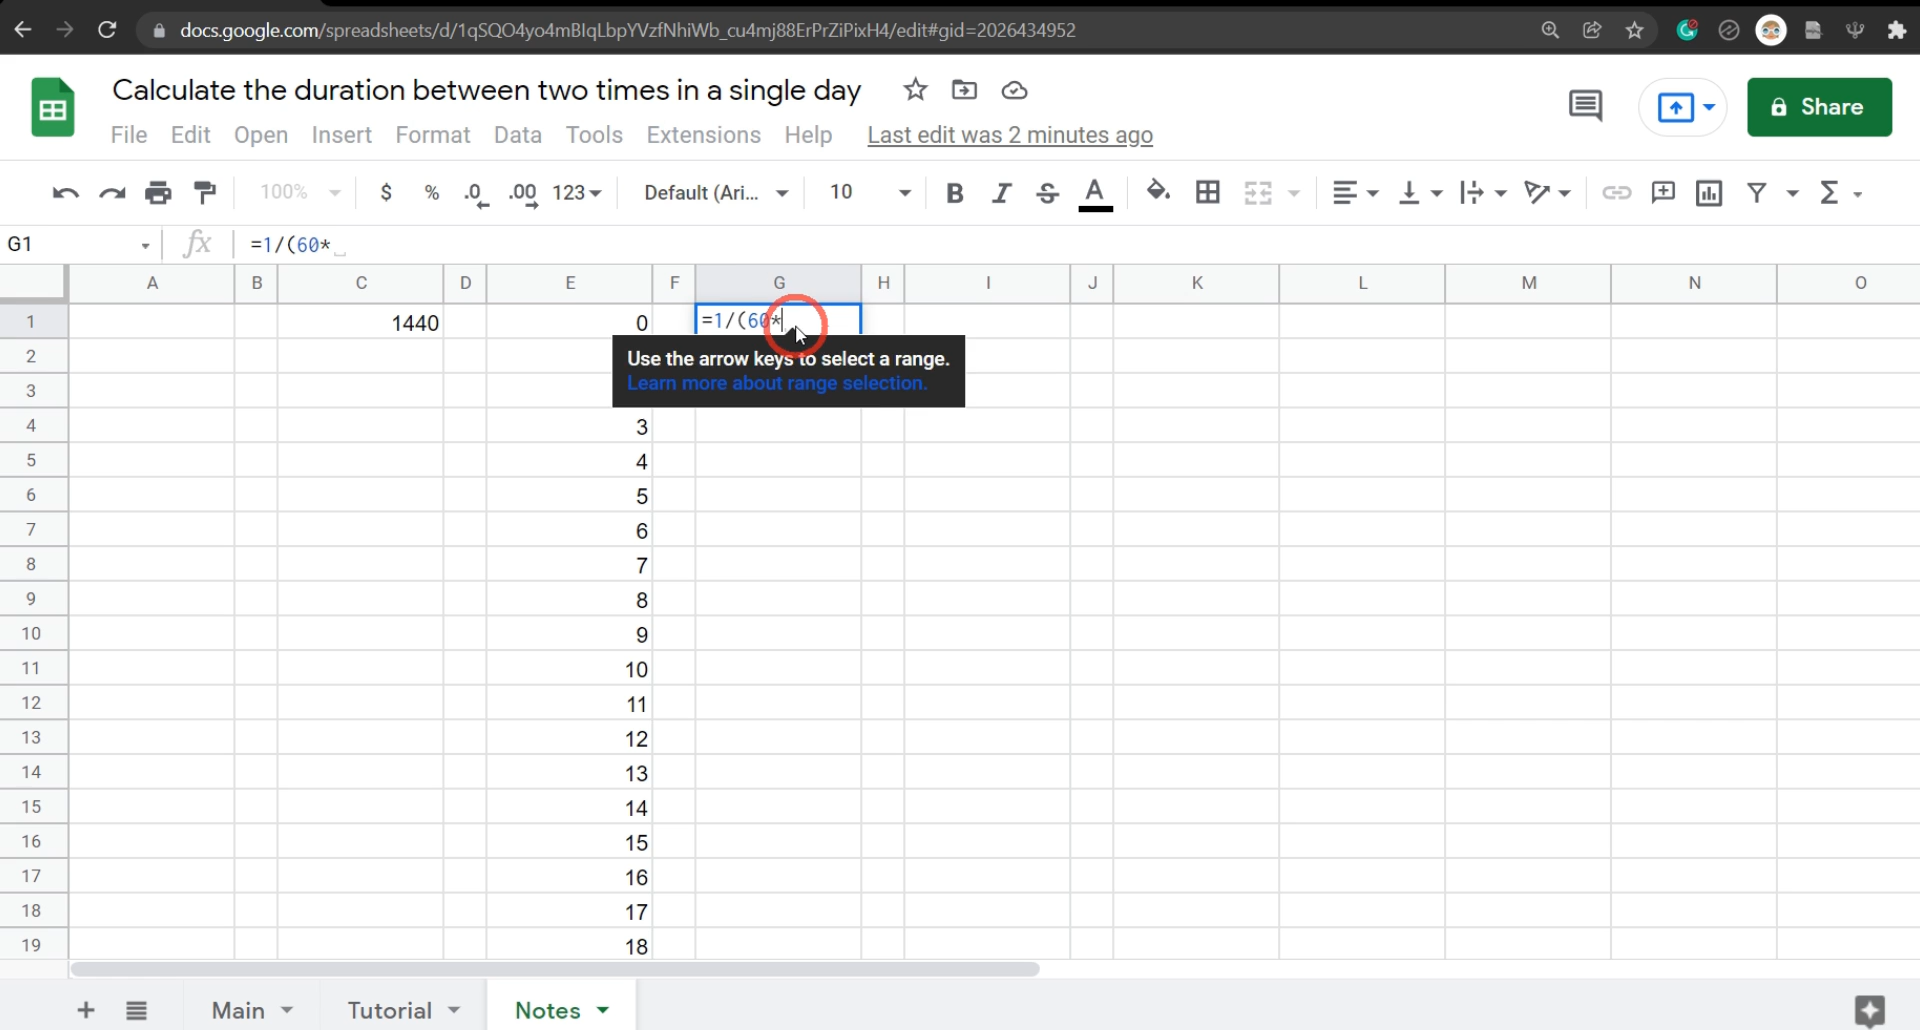 docs.google.com/spreadsheets/d/1qSQO4yo4mBlqLbpYVzfNhiWb_cu4mj88ErPrZiPixH4/edit#gid=2026434952
Calculate the duration between two times in a single day
File Edit Open Insert Format Data Tools Extensions Help Last edit was 2 minutes ago
Share
100% $ % .0 .00 123 Default (Ari... 10 B I S A Σ
G1 fx =1/(60*
A B C D E F G H I J K L M N O
1 1440 0 =1/(60*
2 Use the arrow keys to select a range.
3 Learn more about range selection.
4 3
5 4
6 5
7 6
8 7
9 8
10 9
11 10
12 11
13 12
14 13
15 14
16 15
17 16
18 17
19 18
+ Main Tutorial Notes